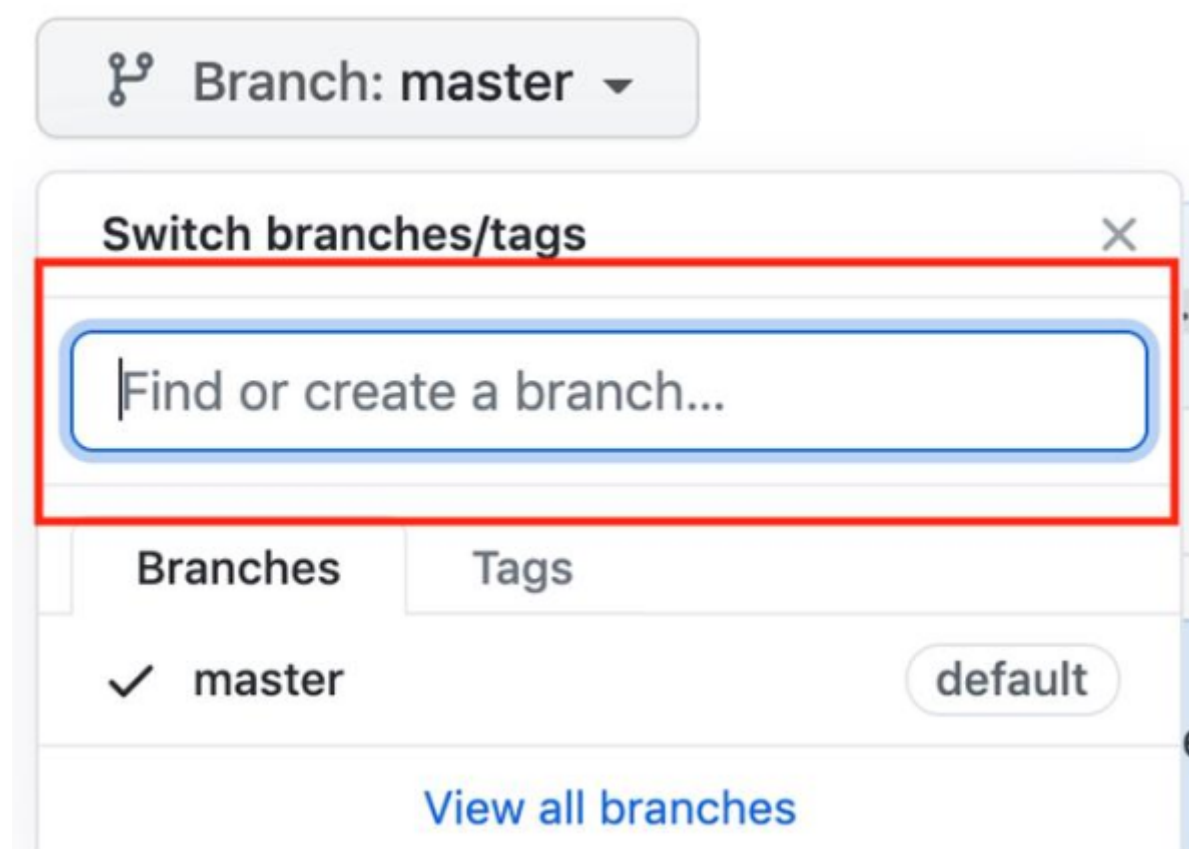 Branch: master
Switch branches/tags
Find or create a branch...
Branches Tags
master default
View all branches